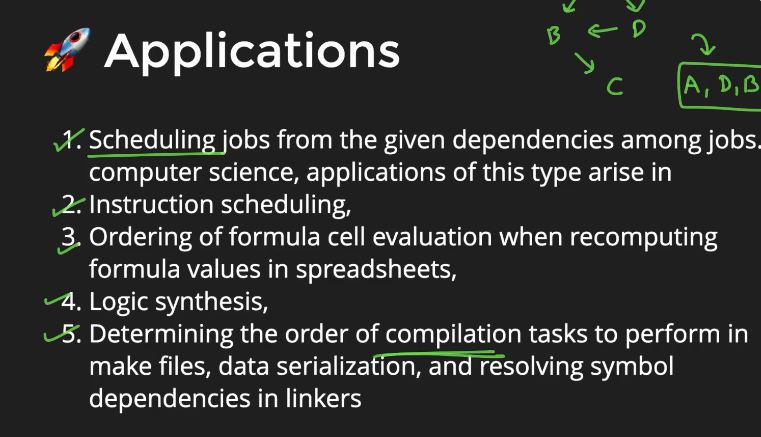 🚀 Applications
B ← D
C
A, D, B
1. Scheduling jobs from the given dependencies among jobs.
computer science, applications of this type arise in
2. Instruction scheduling,
3. Ordering of formula cell evaluation when recomputing
formula values in spreadsheets,
4. Logic synthesis,
5. Determining the order of compilation tasks to perform in
make files, data serialization, and resolving symbol
dependencies in linkers